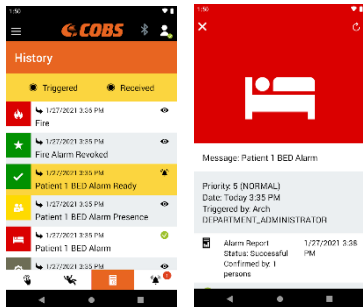 1:50
COBS
History
Triggered
Received
1/27/2021 3:35 PM
Fire
1/27/2021 3:35 PM
Fire Alarm Revoked
1/27/2021 3:35 PM
Patient 1 BED Alarm Ready
1/27/2021 3:35 PM
Patient 1 BED Alarm Presence
1/27/2021 3:35 PM
Patient 1 BED Alarm
1/27/2021 3:35 PM
1:50
Message: Patient 1 BED Alarm
Priority: 5 (NORMAL)
Date: Today 3:35 PM
Triggered by: Arch
DEPARTMENT_ADMINISTRATOR
Alarm Report
Status: Successful
Confirmed by: 1
persons
1/27/2021 3:38
PM